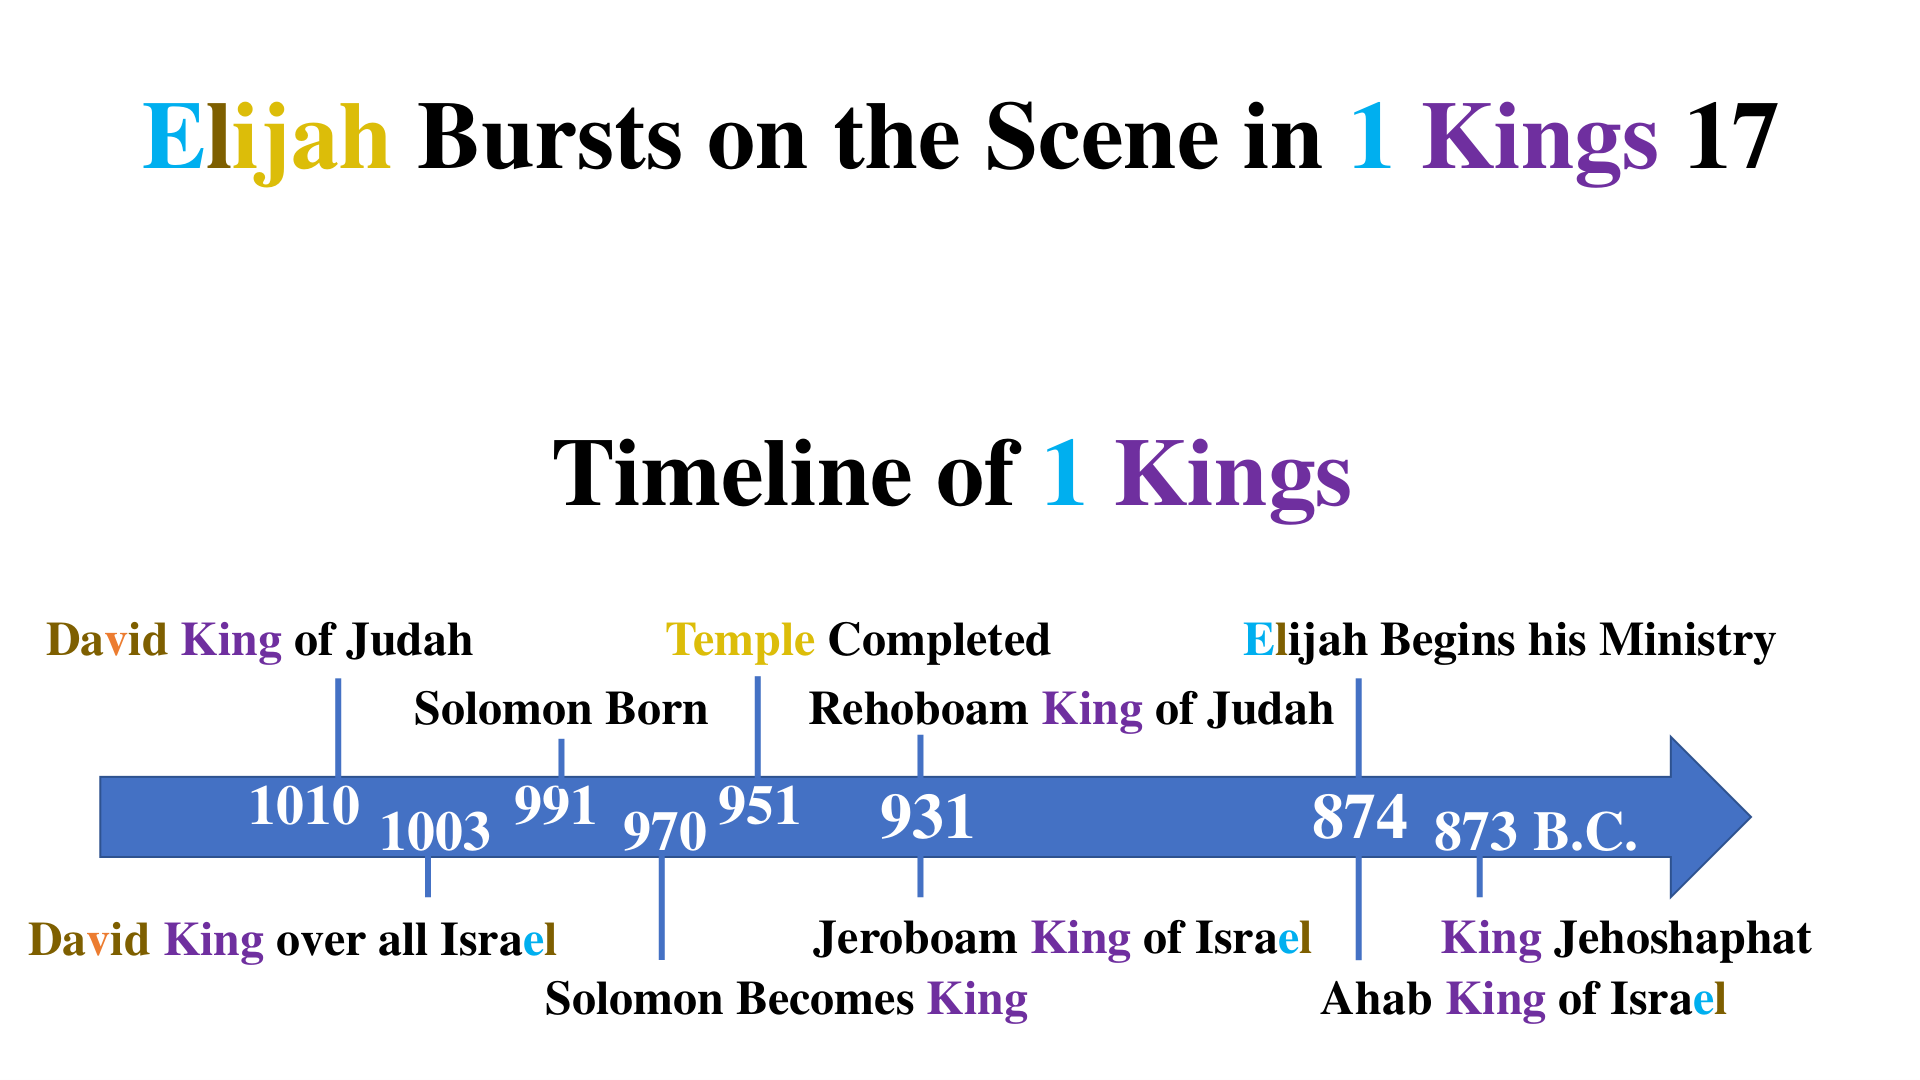 Elijah Bursts on the Scene in 1 Kings 17
Timeline of 1 Kings
David King of Judah
Temple Completed
Elijah Begins his Ministry
Solomon Born
Rehoboam King of Judah
1010
1003
991
970
951
931
874
873 B.C.
David King over all Israel
Jeroboam King of Israel
King Jehoshaphat
Solomon Becomes King
Ahab King of Israel